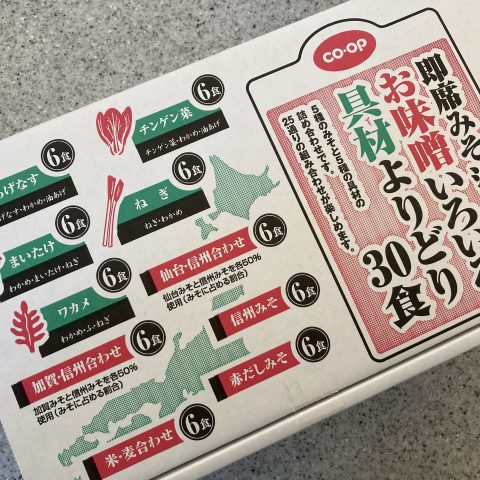 CO・OP
即席みそ
お味噌いろいろ
具材よりどり
30食
5種のみそと5種の具材の
詰め合わせです。
25通りの組み合わせが楽しめます。
チンゲン菜
6食
チンゲン菜・わかめ・油あげ
げなす
6食
げなす・わかめ・油あげ
ねぎ
6食
ねぎ・わかめ
まいたけ
6食
わかめ・まいたけ・ねぎ
ワカメ
6食
わかめ・ふ・ねぎ
仙台・信州合わせ
6食
仙台みそと信州みそを各50%
使用(みそに占める割合)
信州みそ
6食
加賀・信州合わせ
6食
加賀みそと信州みそを各50%
使用(みそに占める割合)
赤だしみそ
6食
米・麦合わせ
6食